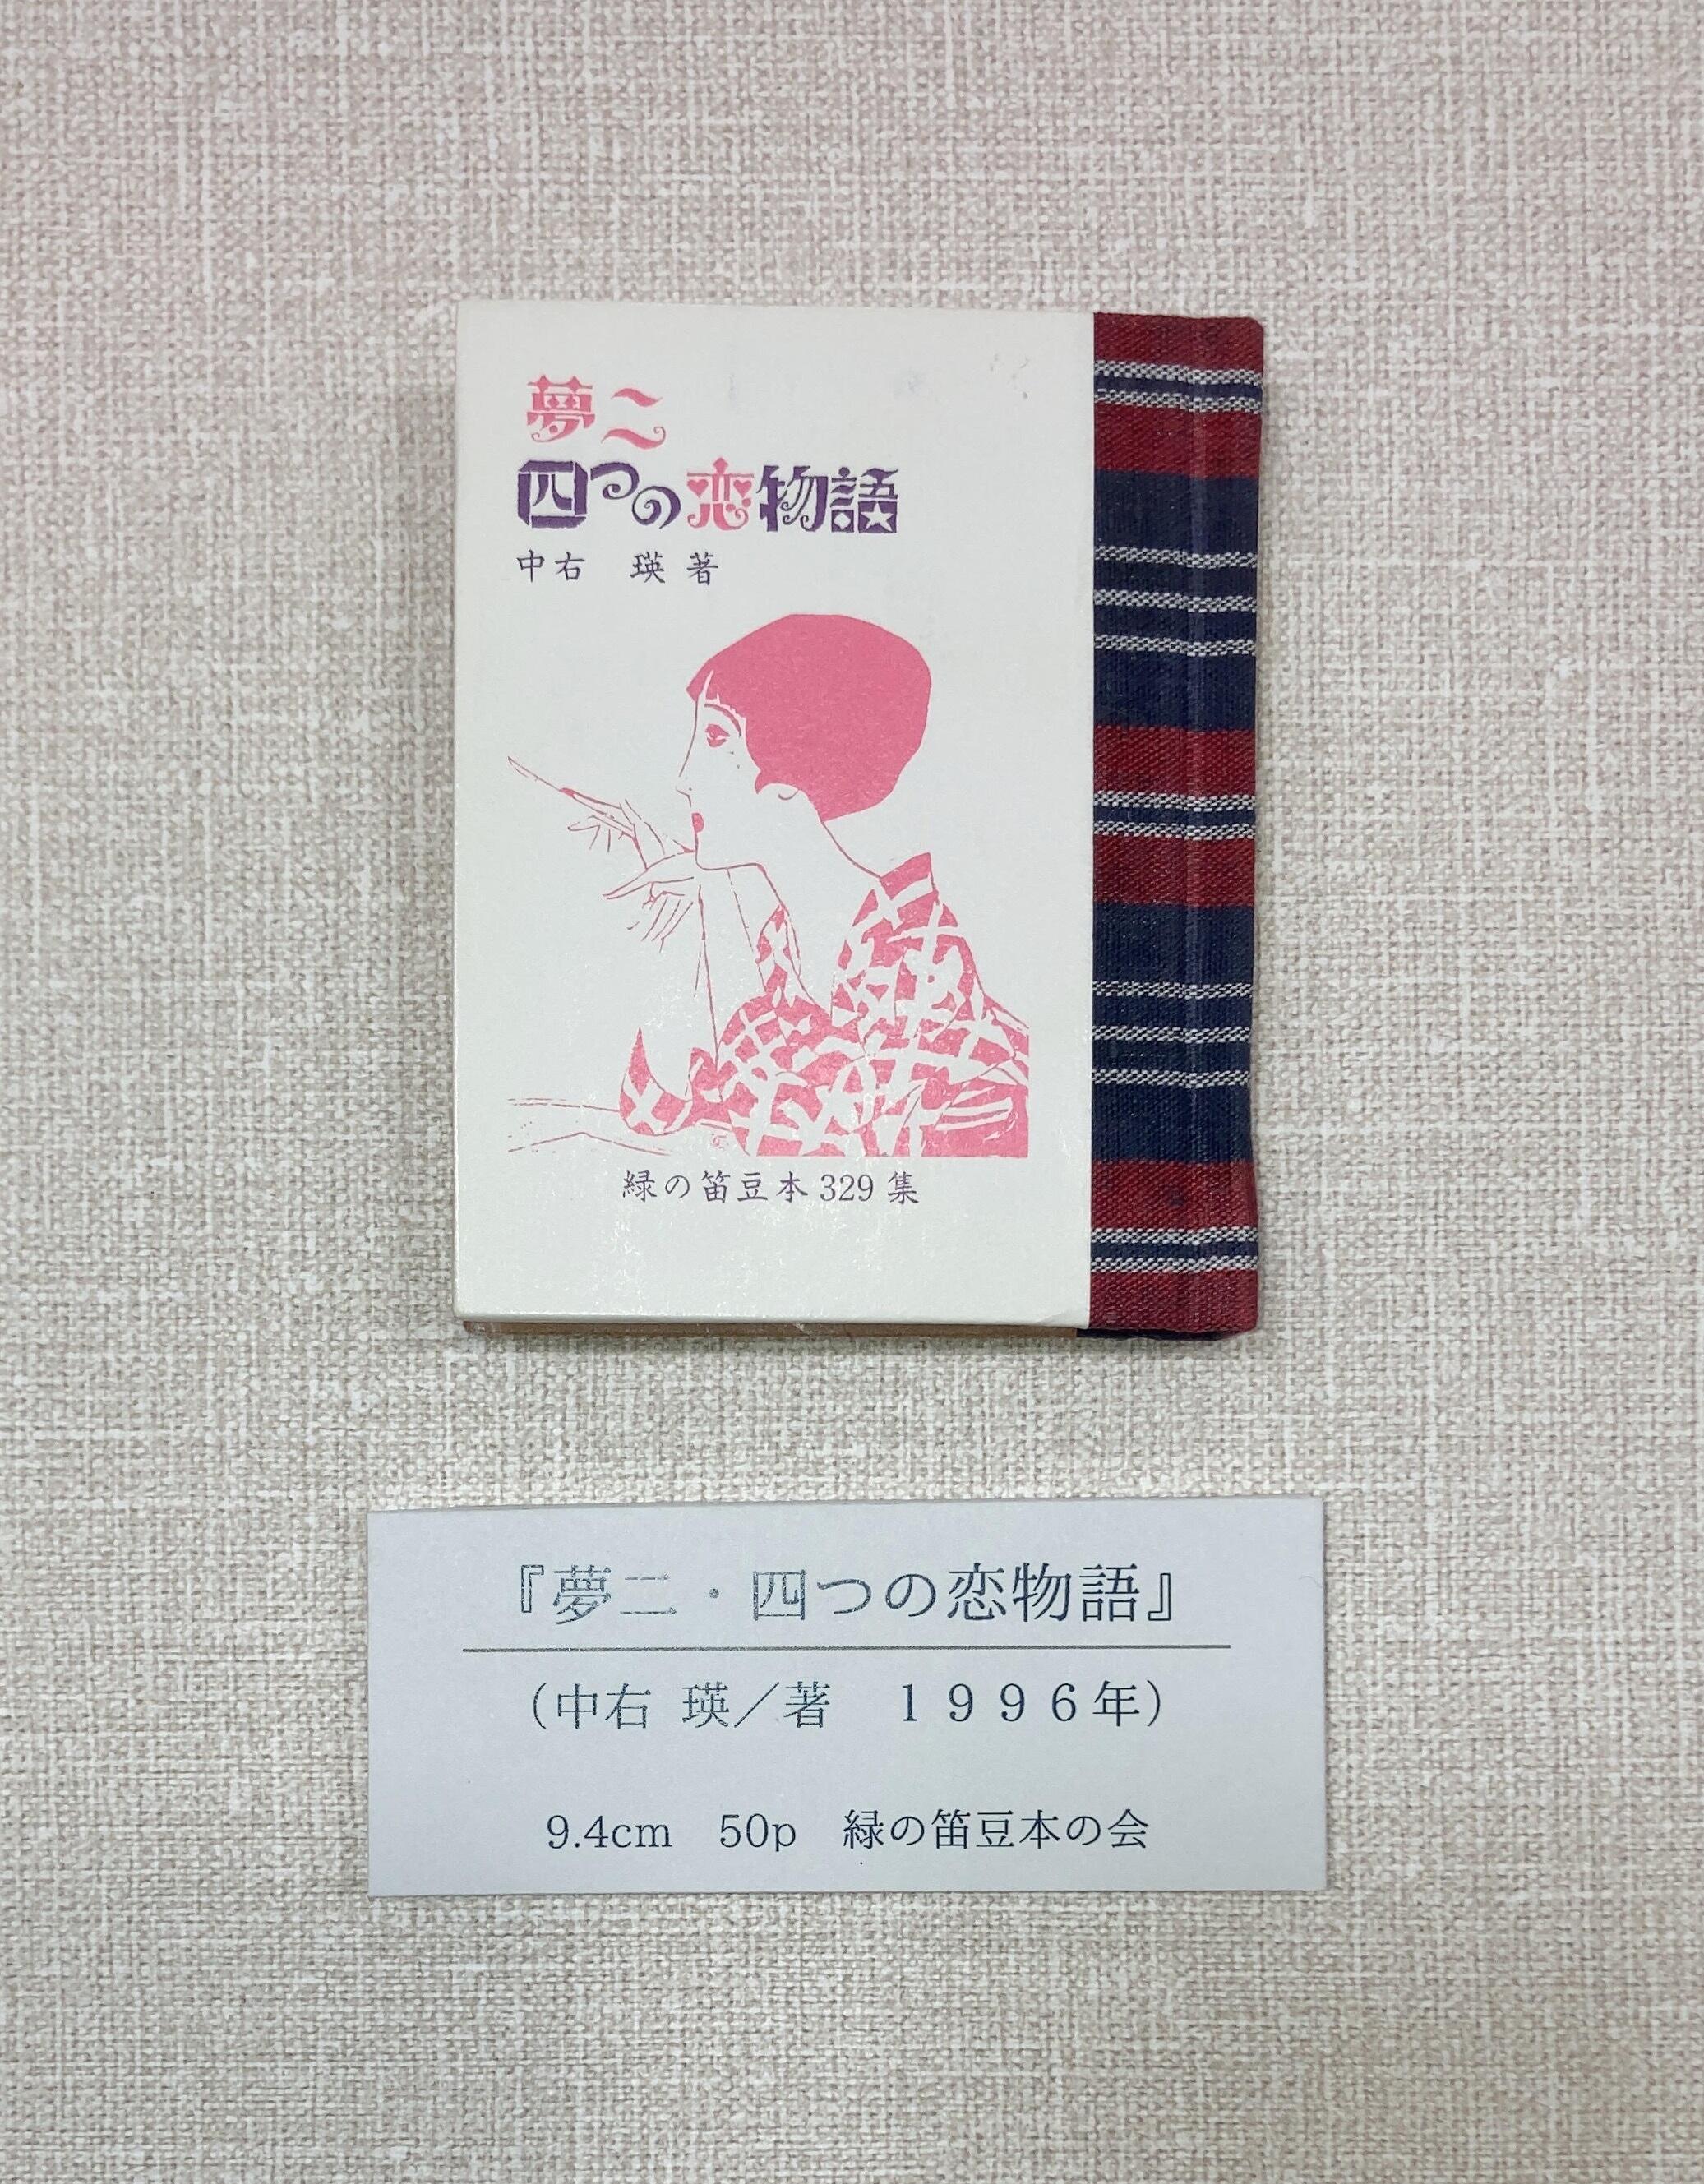 夢二
四つの恋物語
中右 瑛 著
緑の笛豆本 329 集
『夢二・四つの恋物語』
（中右 瑛／著　１９９６年）
9.4cm　50p　緑の笛豆本の会